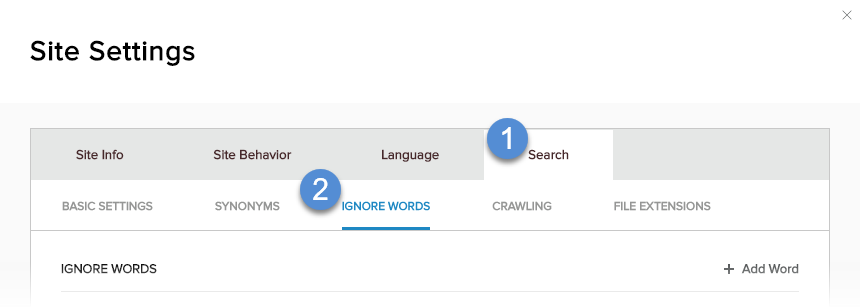 Site Settings
1
Site Info Site Behavior Language Search
2
BASIC SETTINGS SYNONYMS IGNORE WORDS CRAWLING FILE EXTENSIONS
IGNORE WORDS + Add Word